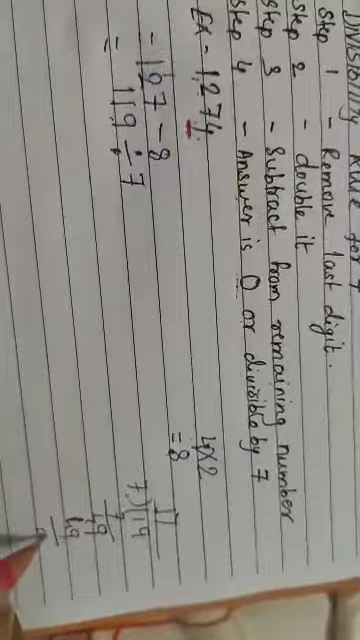 DIVISIBILITY RULE for 7
Step 1 - Remove last digit.
Step 2 - double it
Step 3 - Subtract from remaining number
Step 4 - Answer is 0 or divisible by 7
EX - 1274
4x2
= 8
= 127 - 8
= 119 ÷ 7
17
7)119
7
49
49